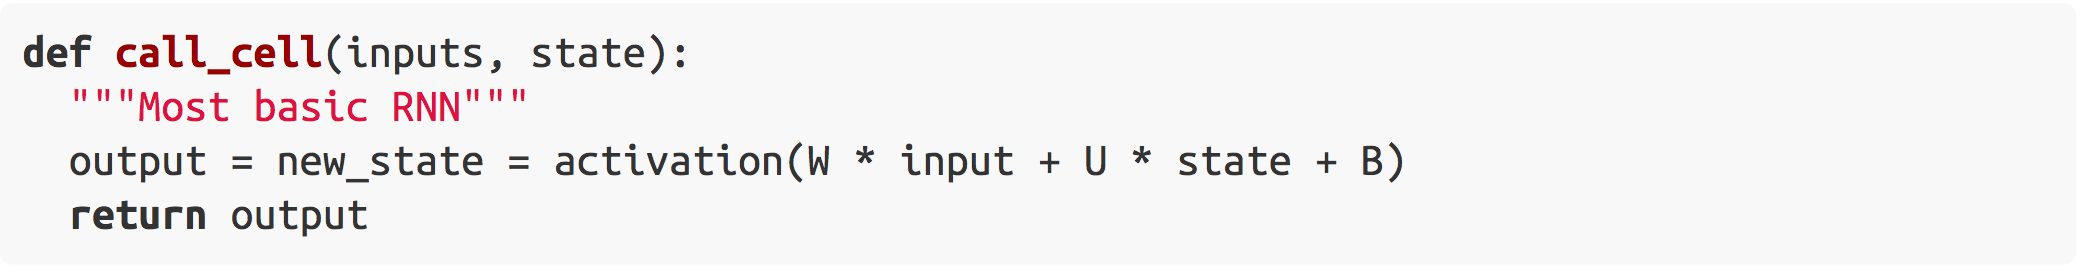 def call_cell(inputs, state):
  """Most basic RNN"""
  output = new_state = activation(W * input + U * state + B)
  return output